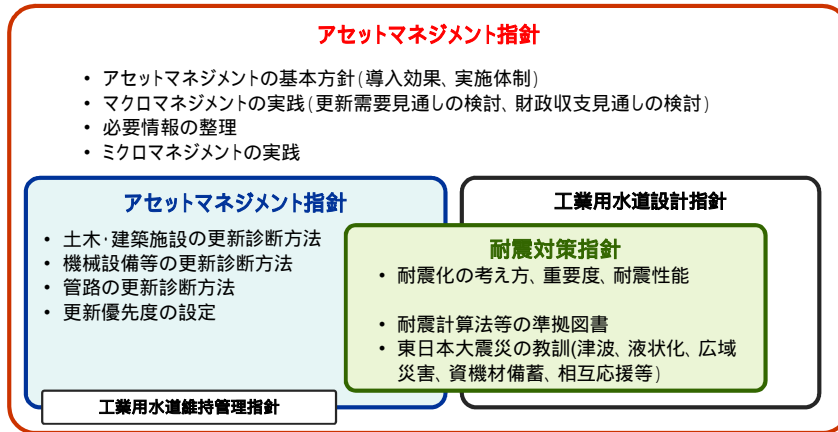 アセットマネジメント指針
• アセットマネジメントの基本方針(導入効果、実施体制)
• マクロマネジメントの実践(更新需要見通しの検討、財政収支見通しの検討)
• 必要情報の整理
• ミクロマネジメントの実践
アセットマネジメント指針
• 土木・建築施設の更新診断方法
• 機械設備等の更新診断方法
• 管路の更新診断方法
• 更新優先度の設定
工業用水道維持管理指針
工業用水道設計指針
耐震対策指針
• 耐震化の考え方、重要度、耐震性能
• 耐震計算法等の準拠図書
• 東日本大震災の教訓(津波、液状化、広域
災害、資機材備蓄、相互応援等)